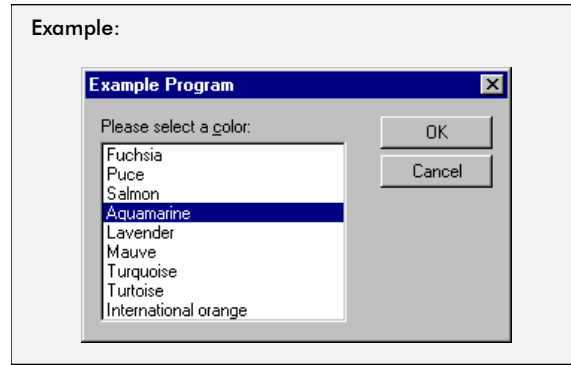 Example:
Example Program
Please select a color:
OK
Cancel
Fuchsia
Puce
Salmon
Aquamarine
Lavender
Mauve
Turquoise
Turtoise
International orange